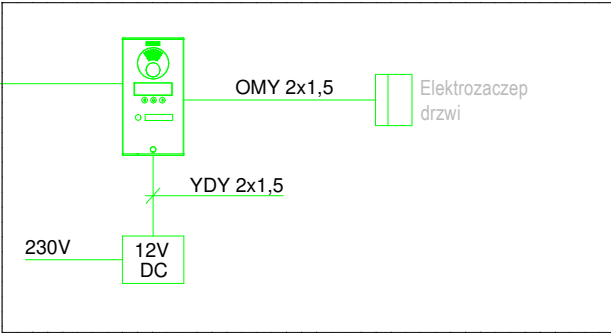 OMY 2x1,5
Elektrozaczep
drzwi
YDY 2x1,5
230V
12V
DC